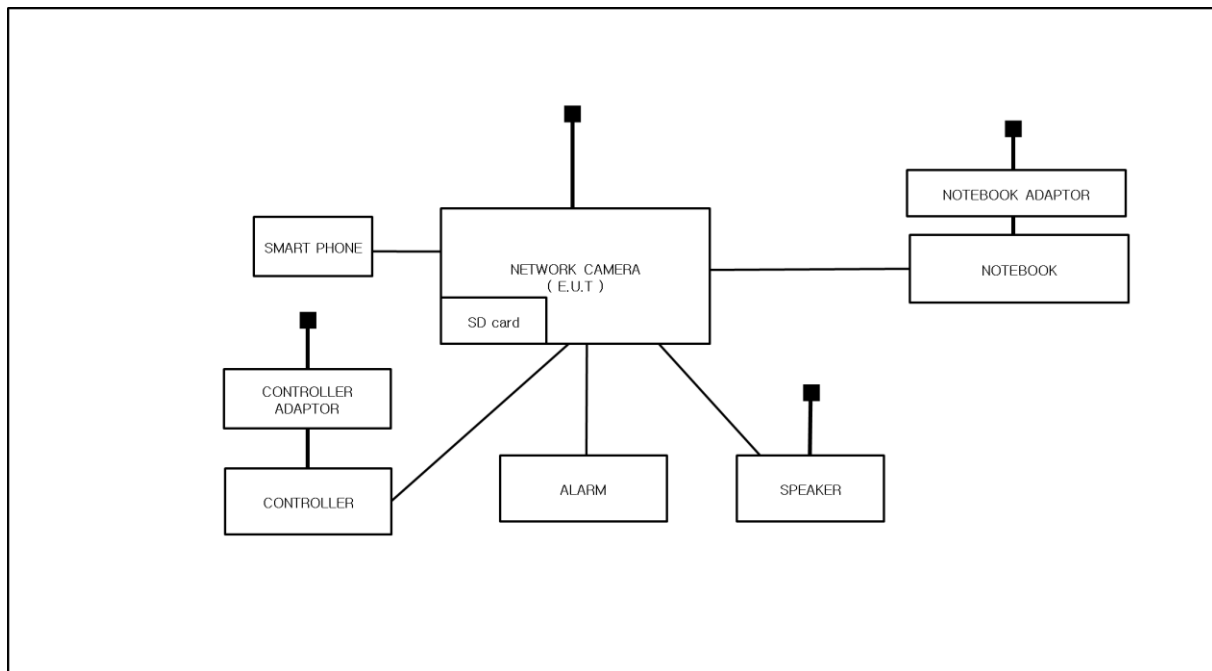 NOTEBOOK ADAPTOR
SMART PHONE
NETWORK CAMERA
( E.U.T )
NOTEBOOK
SD card
CONTROLLER
ADAPTOR
CONTROLLER
ALARM
SPEAKER